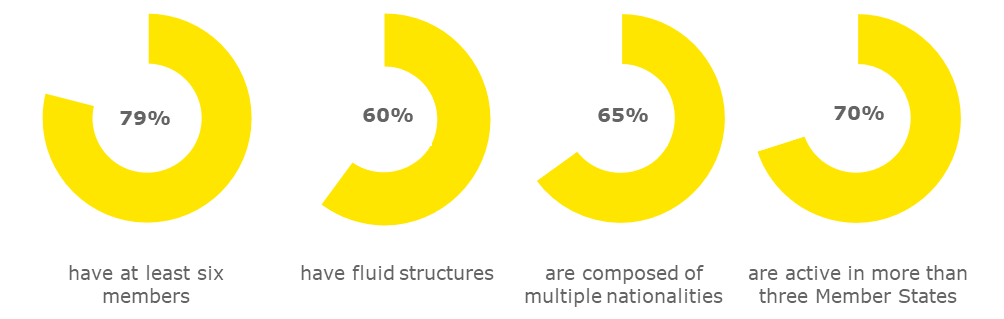 79%
60%
65%
70%
have at least six
members
have fluid structures
are composed of
multiple nationalities
are active in more than
three Member States